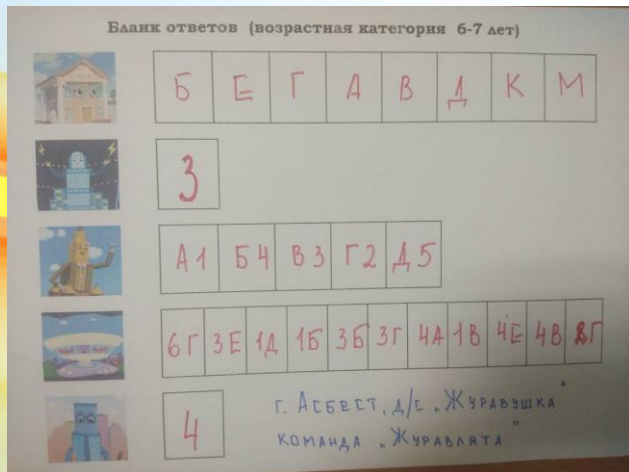 Бланк ответов (возрастная категория 6-7 лет)
Б Е Г А В Д К М
3
А1 Б4 В3 Г2 Д5
6Г 3Е 1Д 1Б 3Б 3Г 4А 1В 4Е 4В 2Г
4
г. Асбест, д/с „Журавушка"
команда „Журавлята"